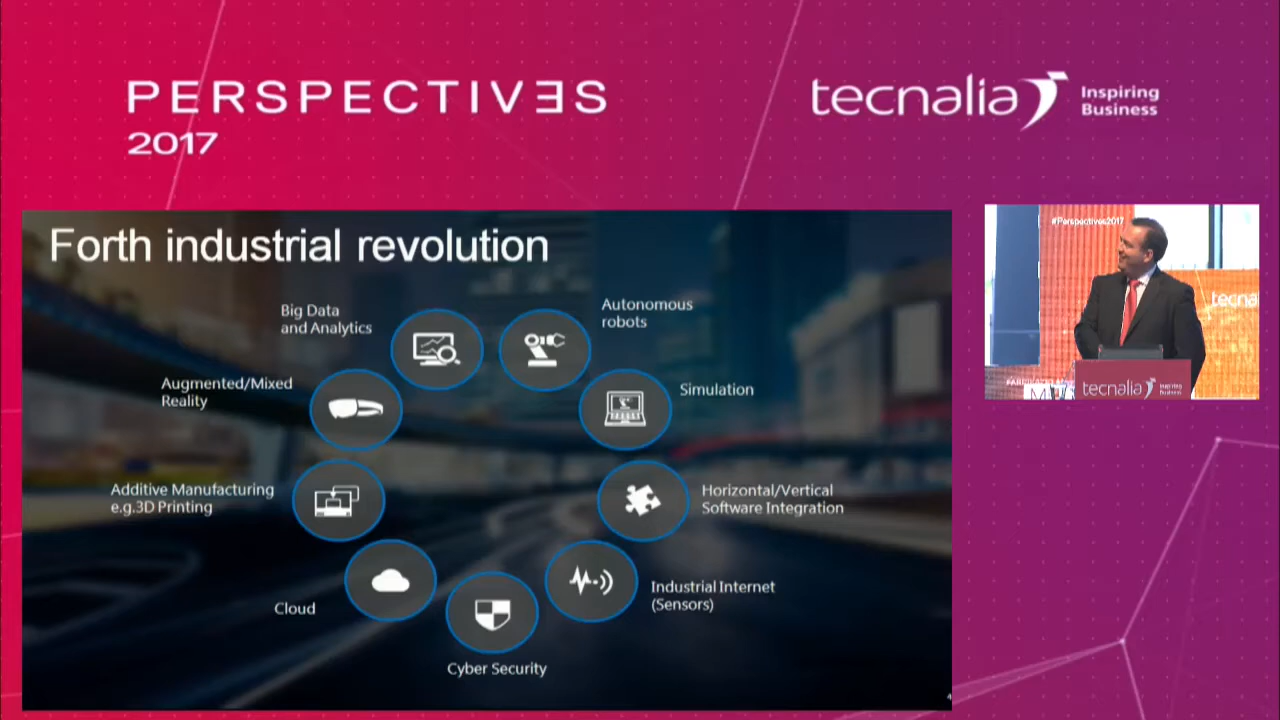 PERSPECTIVES
2017
tecnalia
Inspiring
Business
Forth industrial revolution
Big Data
and Analytics
Autonomous
robots
Augmented/Mixed
Reality
Simulation
Additive Manufacturing
e.g.3D Printing
Horizontal/Vertical
Software Integration
Cloud
Industrial Internet
(Sensors)
Cyber Security
#Perspectives2017
tecna
tecnalia
Inspiring
Business